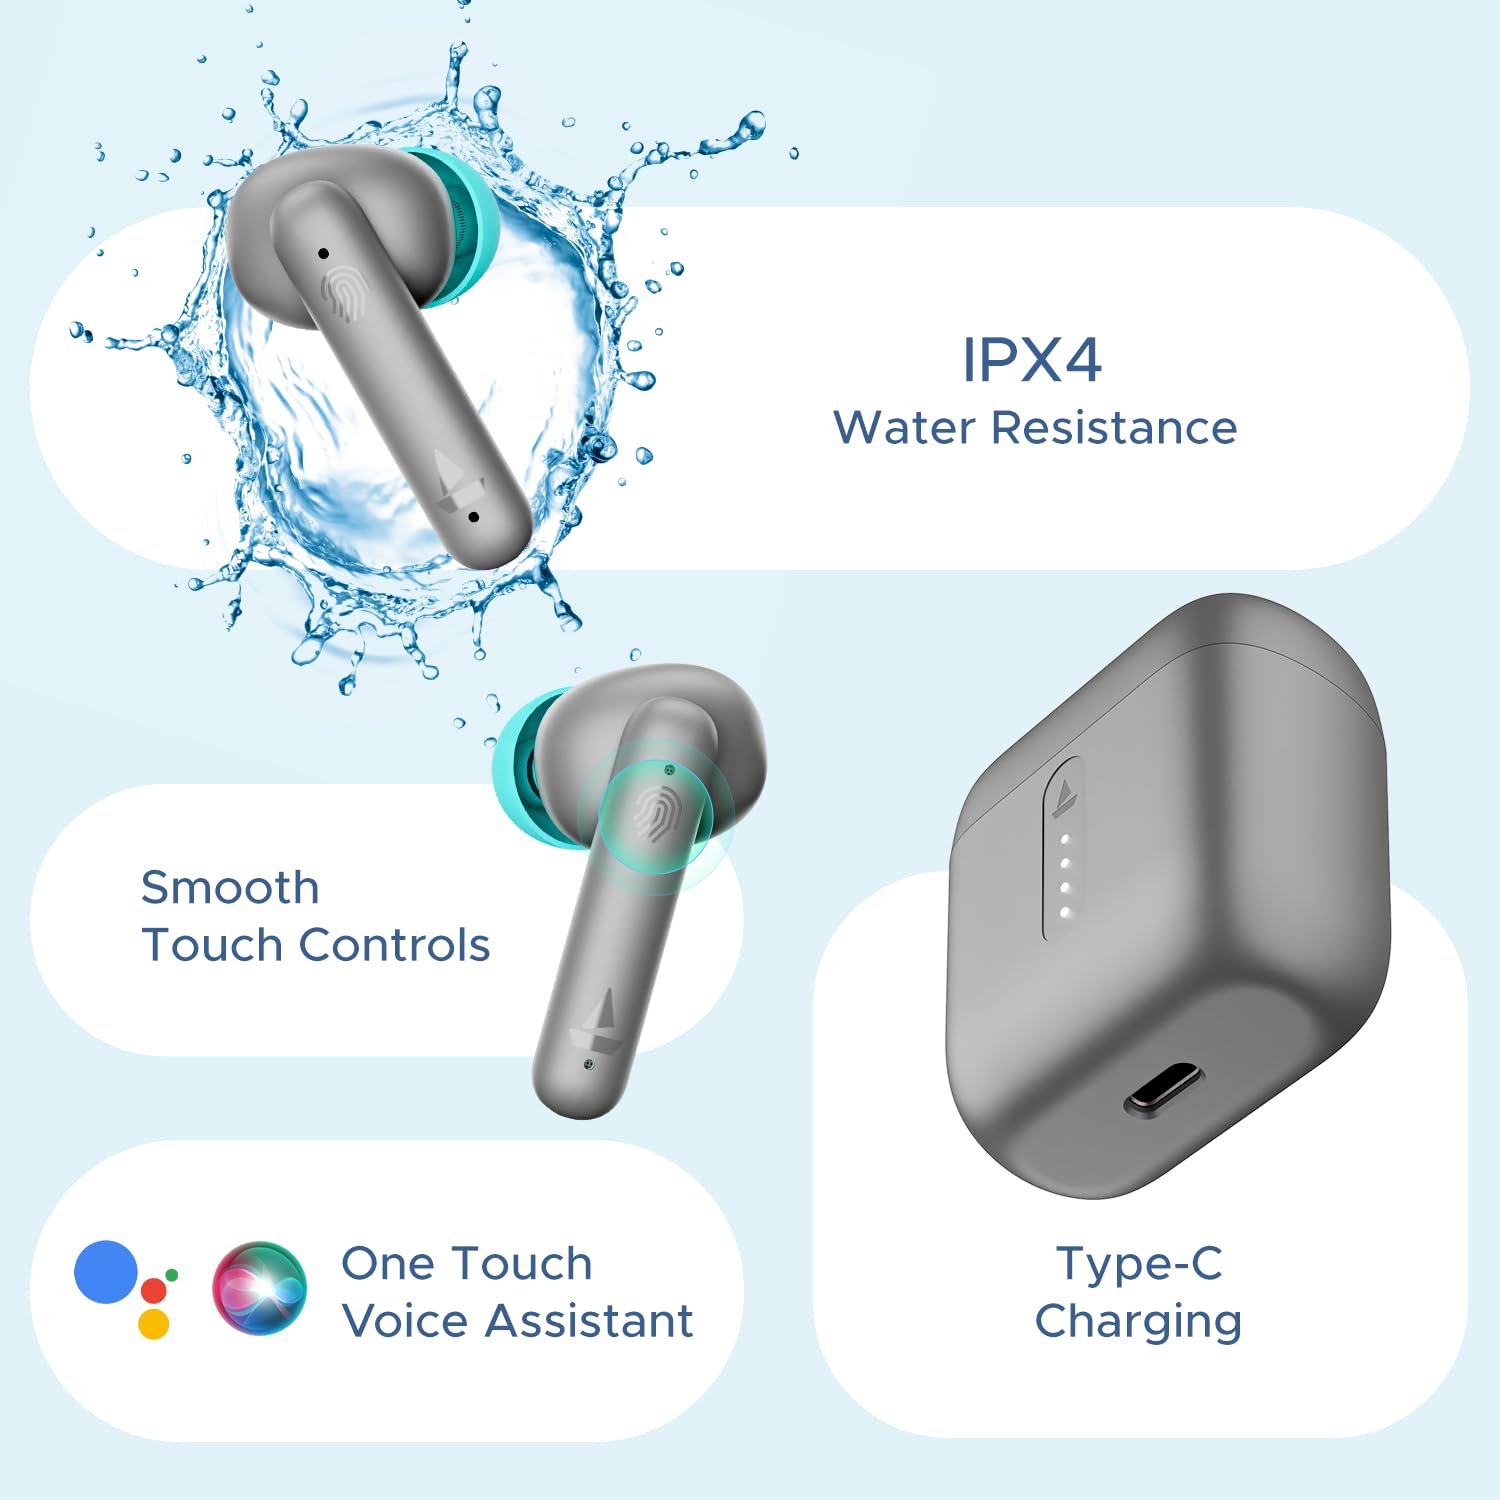 IPX4
Water Resistance
Smooth
Touch Controls
One Touch
Voice Assistant
Type-C
Charging